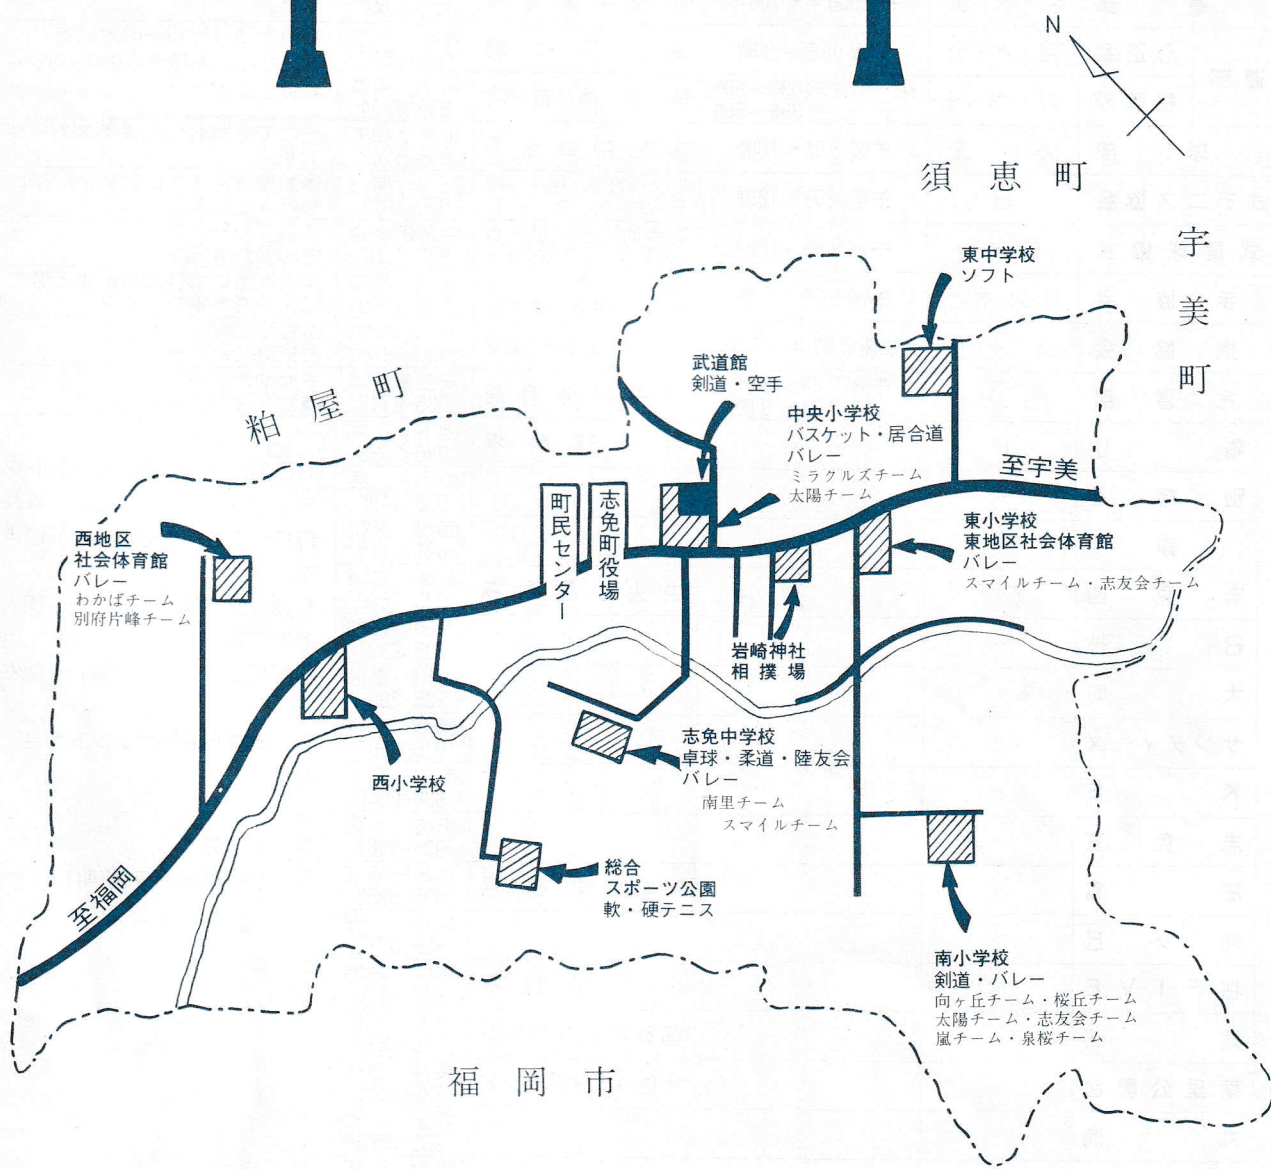 N
須恵町
宇美町
東中学校
ソフト
武道館
剣道・空手
粕屋町
中央小学校
バスケット・居合道
バレー
ミラクルズチーム
太陽チーム
至宇美
町民センター
志免町役場
東小学校
東地区社会体育館
バレー
スマイルチーム・志友会チーム
西地区
社会体育館
バレー
わかばチーム
別府片峰チーム
岩崎神社
相撲場
志免中学校
卓球・柔道・陸友会
バレー
南里チーム
スマイルチーム
西小学校
総合
スポーツ公園
軟・硬テニス
至福岡
南小学校
剣道・バレー
向ヶ丘チーム・桜丘チーム
太陽チーム・志友会チーム
嵐チーム・泉桜チーム
福岡市